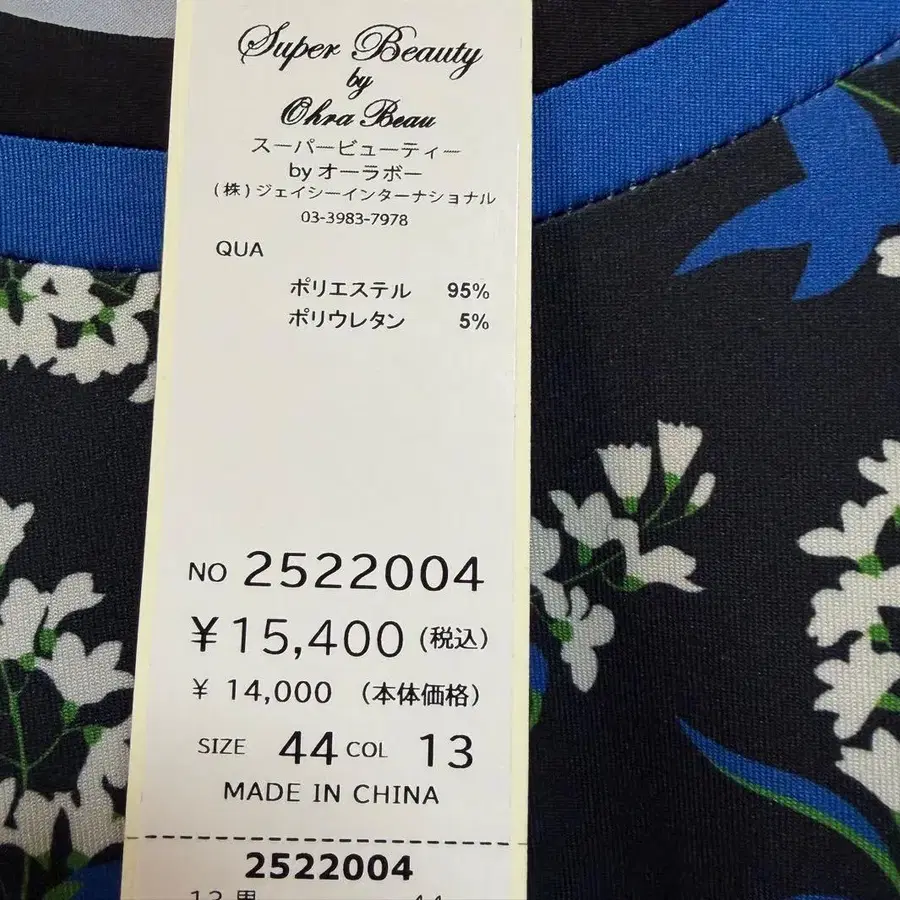 Super Beauty
by
Ohra Beau
スーパービューティー
by オーラボー
(株)ジェイシーインターナショナル
03-3983-7978
QUA
ポリエステル 95%
ポリウレタン 5%
NO 2522004
¥15,400 (税込)
¥ 14,000 (本体価格)
SIZE 44 COL 13
MADE IN CHINA
2522004